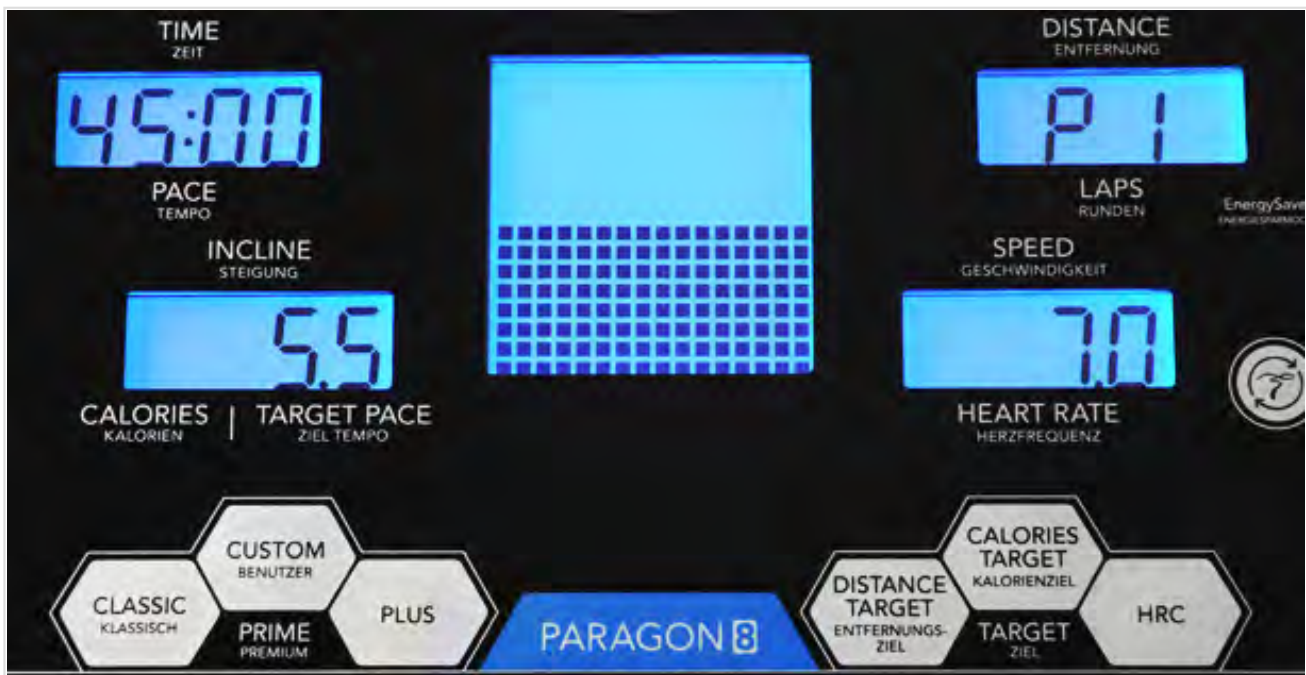 TIME
ZEIT
45:00
PACE
TEMPO
INCLINE
STEIGUNG
5.5
CALORIES
KALORIEN
TARGET PACE
ZIEL TEMPO
DISTANCE
ENTFERNUNG
P1
LAPS
RUNDEN
EnergySave
SPEED
GESCHWINDIGKEIT
7.0
HEART RATE
HERZFREQUENZ
CLASSIC
KLASSISCH
CUSTOM
BENUTZER
PLUS
PRIME
PREMIUM
PARAGON 8
DISTANCE
TARGET
ENTFERNUNGS-
ZIEL
CALORIES
TARGET
KALORIENZIEL
HRC
TARGET
ZIEL